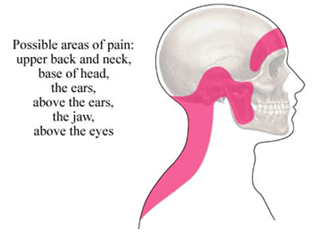 Possible areas of pain:
upper back and neck,
base of head,
the ears,
above the ears,
the jaw,
above the eyes